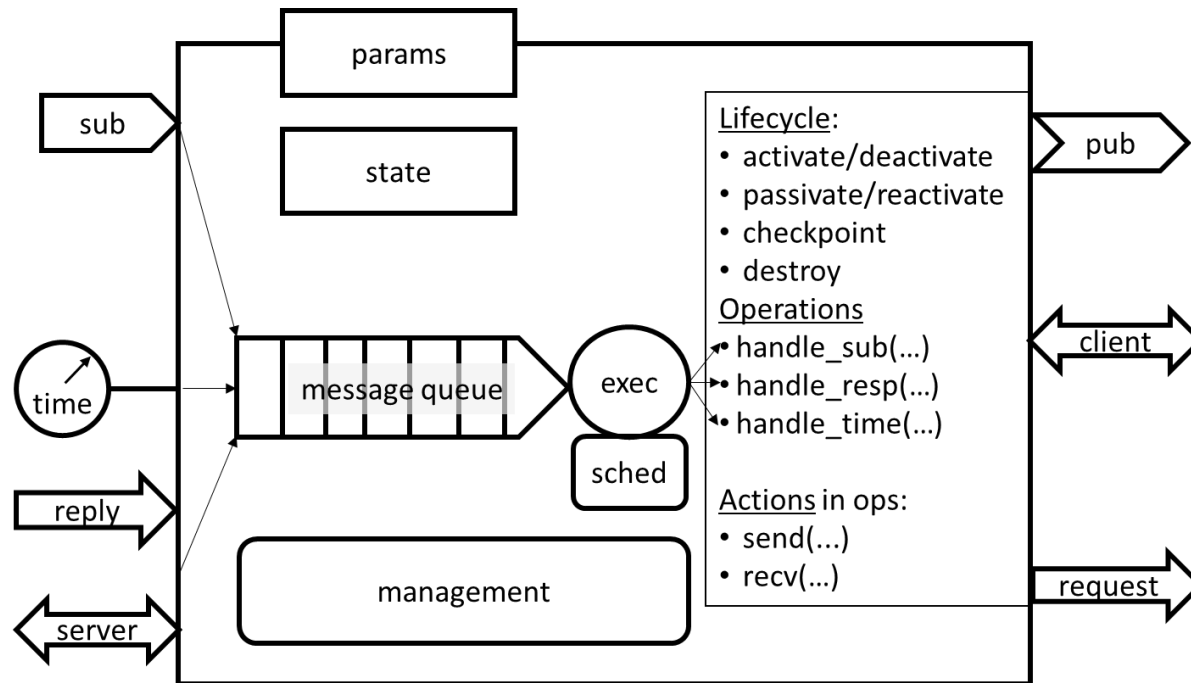 params
sub
state
time
message queue
exec
sched
reply
server
management
Lifecycle:
• activate/deactivate
• passivate/reactivate
• checkpoint
• destroy
Operations
• handle_sub(...)
• handle_resp(...)
• handle_time(...)
Actions in ops:
• send(...)
• recv(...)
pub
client
request